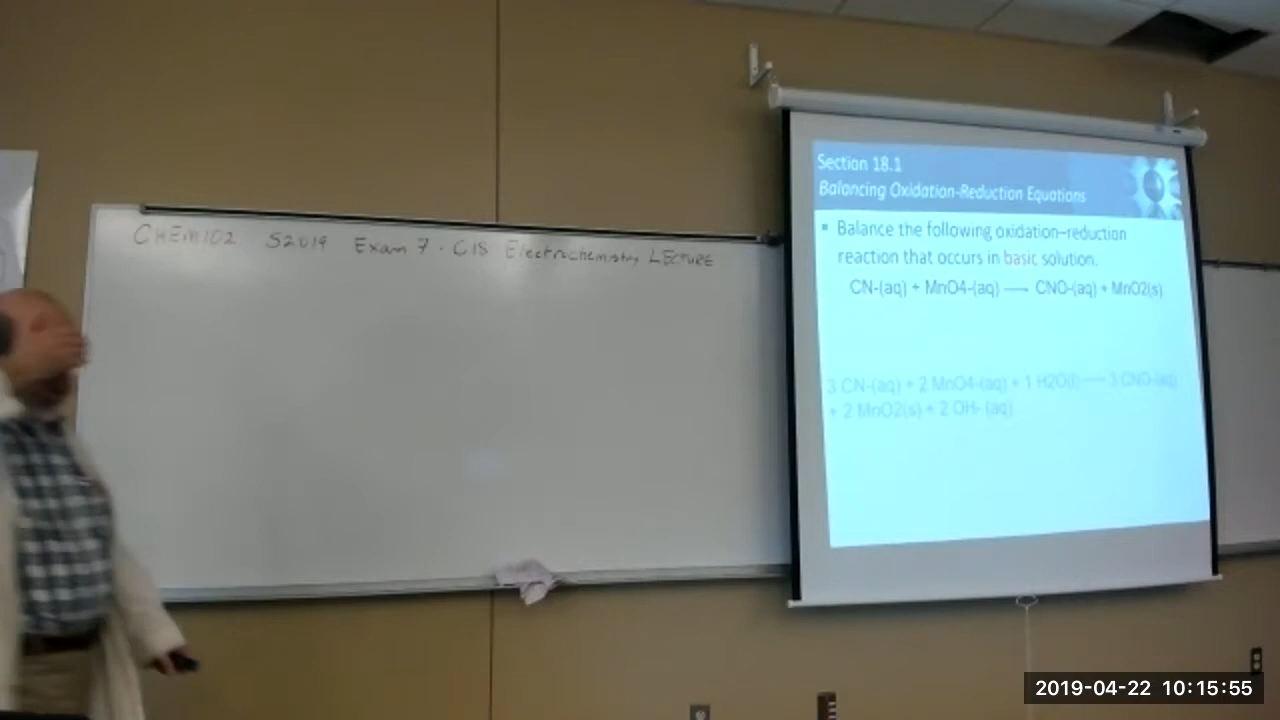 CHEM102 S2019 Exam 7 - C18 Electrochemistry LECTURE
Section 18.1
Balancing Oxidation-Reduction Equations
▪ Balance the following oxidation–reduction
reaction that occurs in basic solution.
CN-(aq) + MnO4-(aq) —— CNO-(aq) + MnO2(s)
3 CN-(aq) + 2 MnO4-(aq) + 1 H2O(l) —— 3 CNO-(aq)
+ 2 MnO2(s) + 2 OH- (aq)
2019-04-22 10:15:55